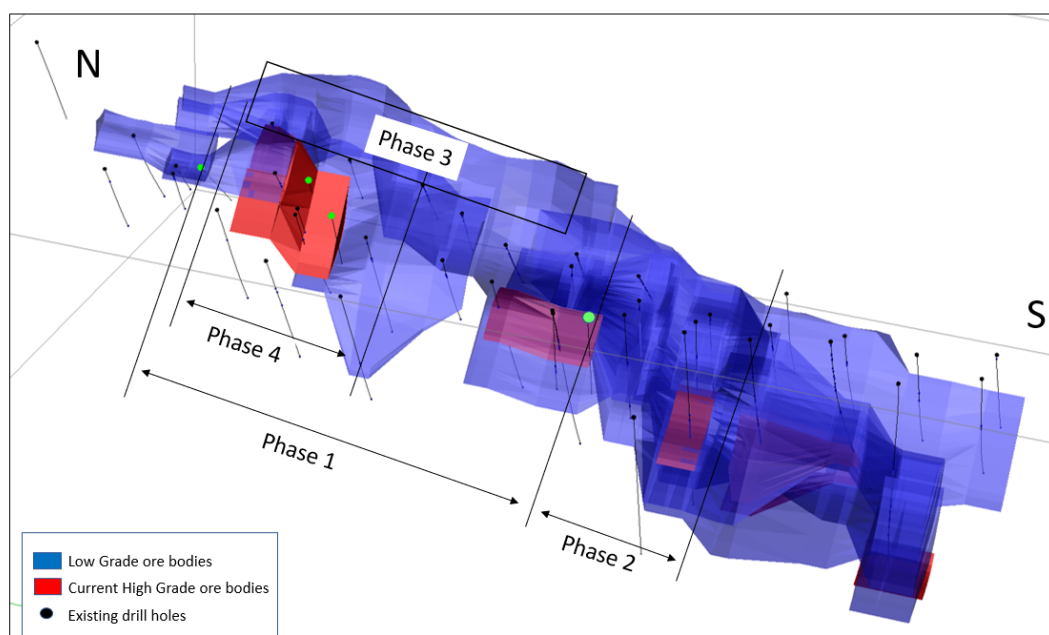 N
Phase 3
S
Phase 4
Phase 1
Phase 2
Low Grade ore bodies
Current High Grade ore bodies
Existing drill holes